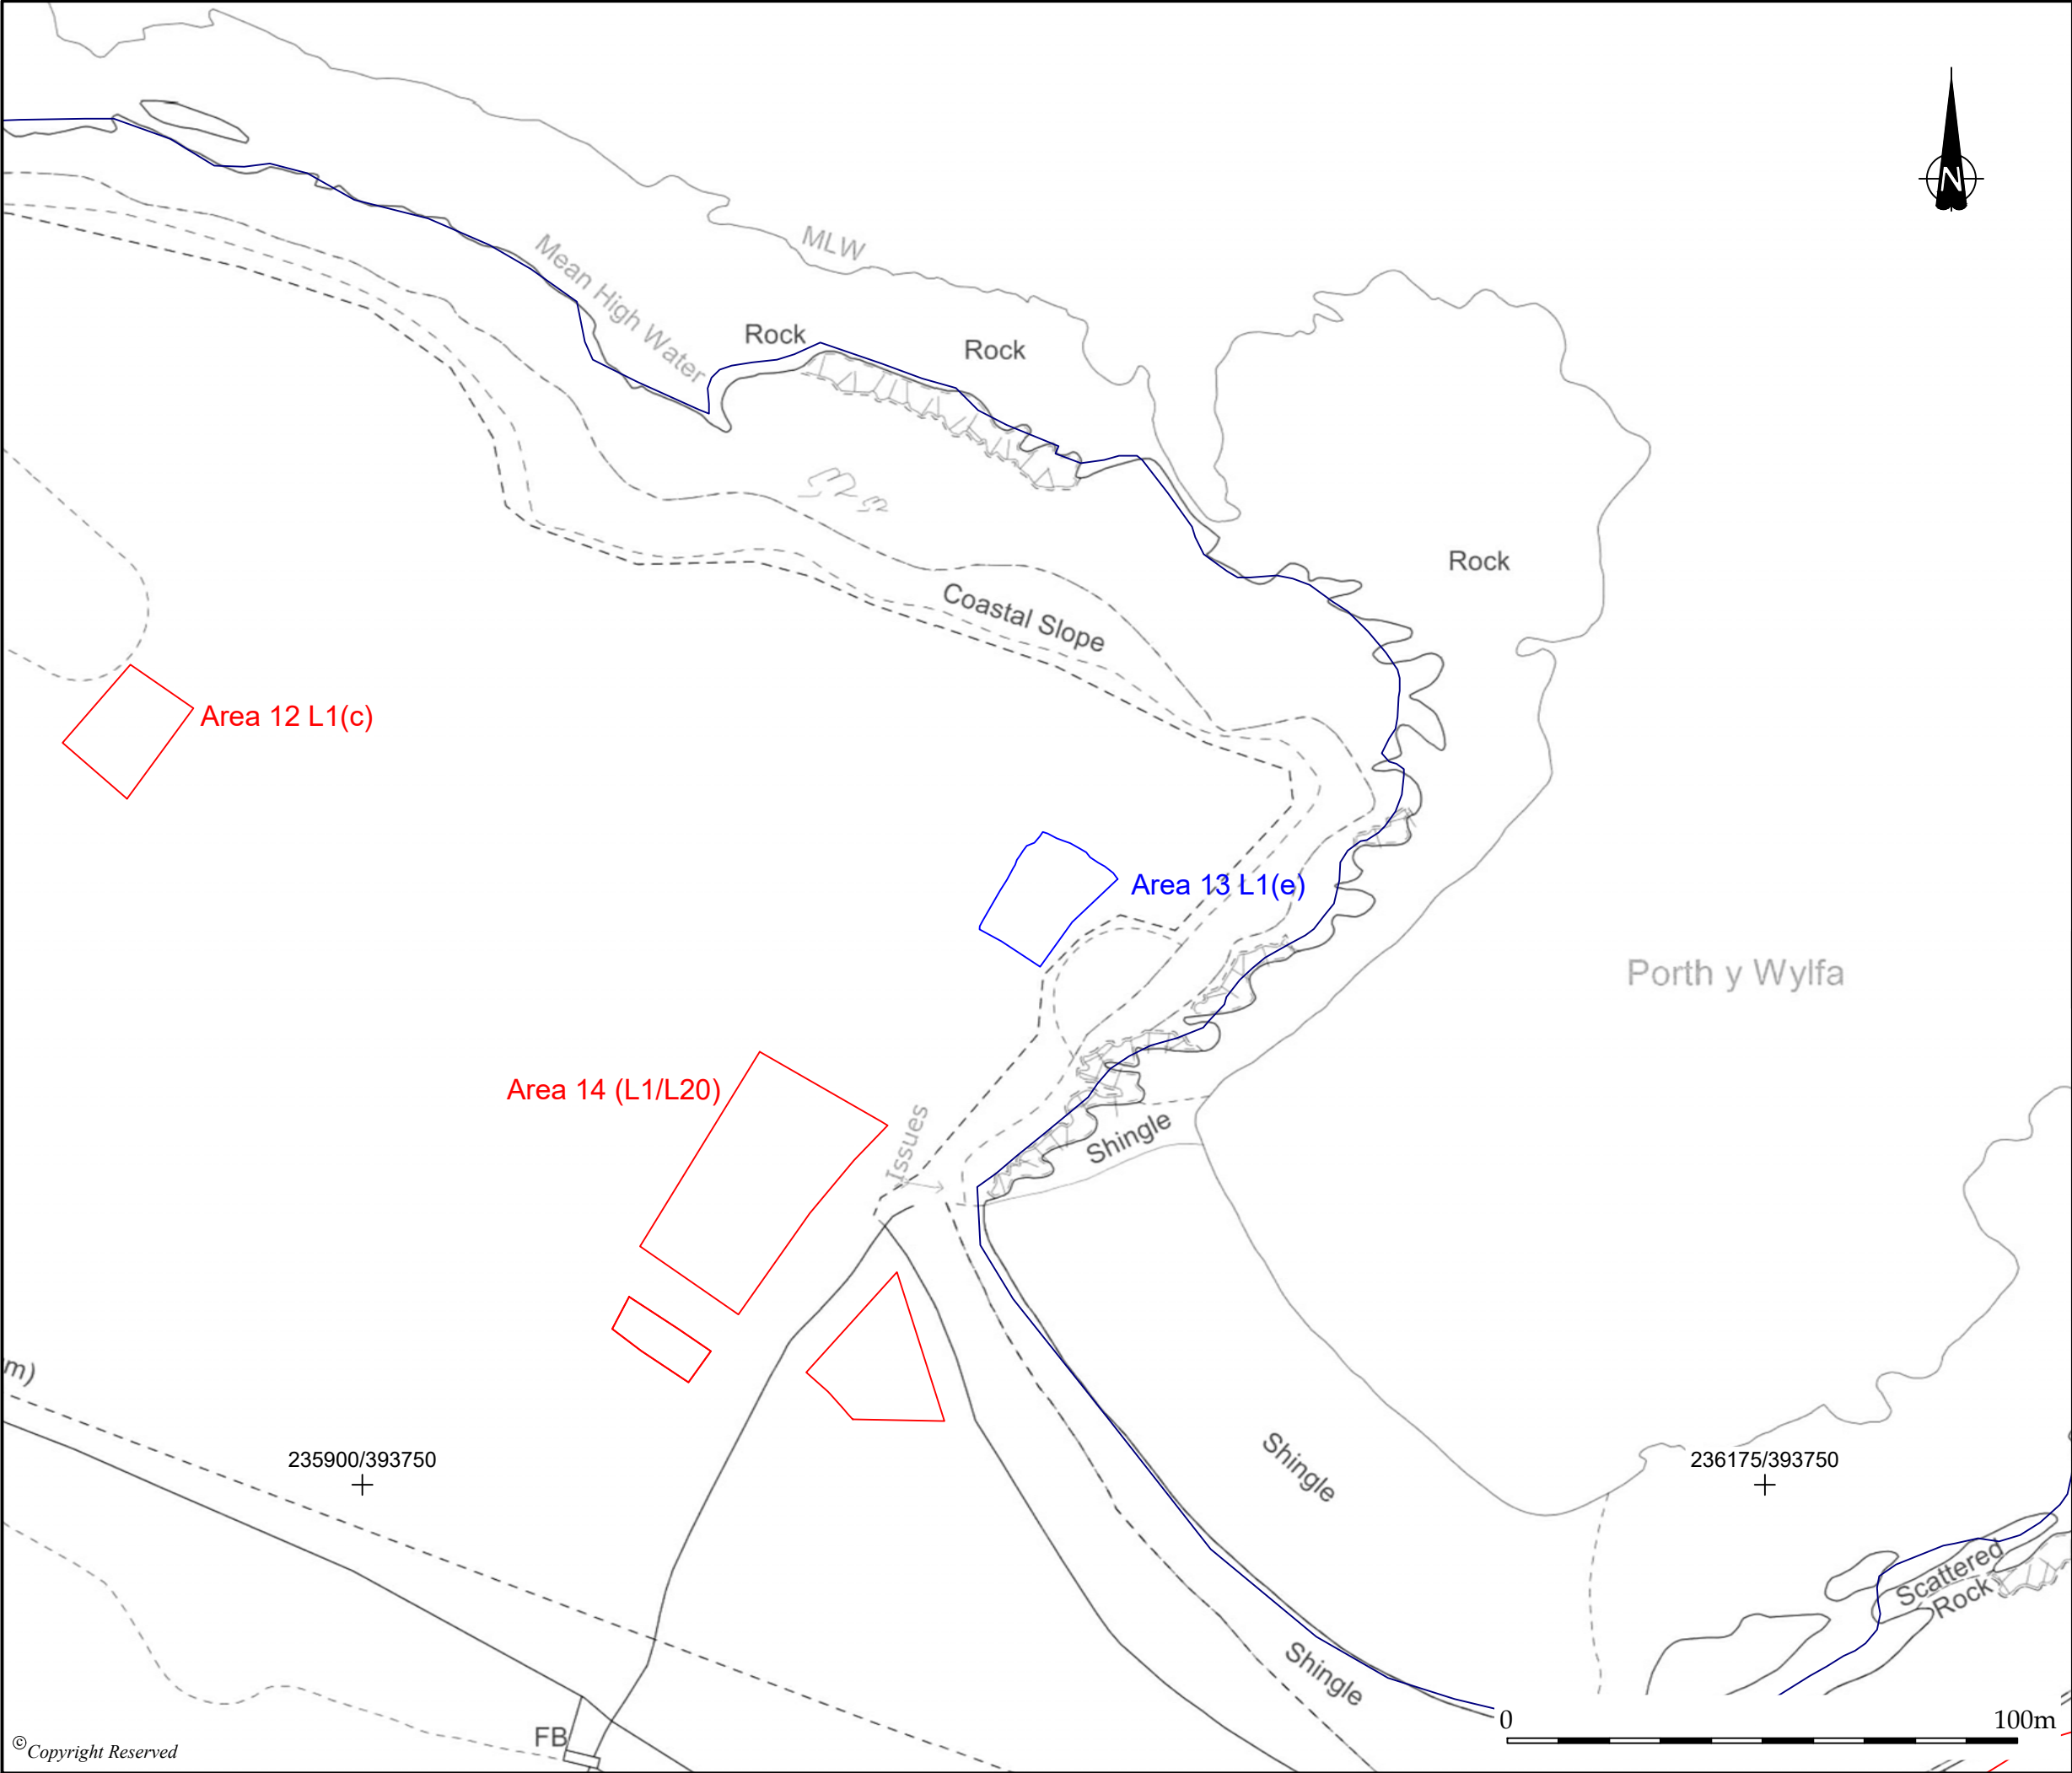 N
MLW
Mean High Water
Rock
Rock
Rock
Coastal Slope
Area 12 L1(c)
Area 13 L1(e)
Porth y Wylfa
Area 14 (L1/L20)
Issues
Shingle
m)
235900/393750
Shingle
236175/393750
Scattered
Rock
Shingle
FB
0
100m
©Copyright Reserved